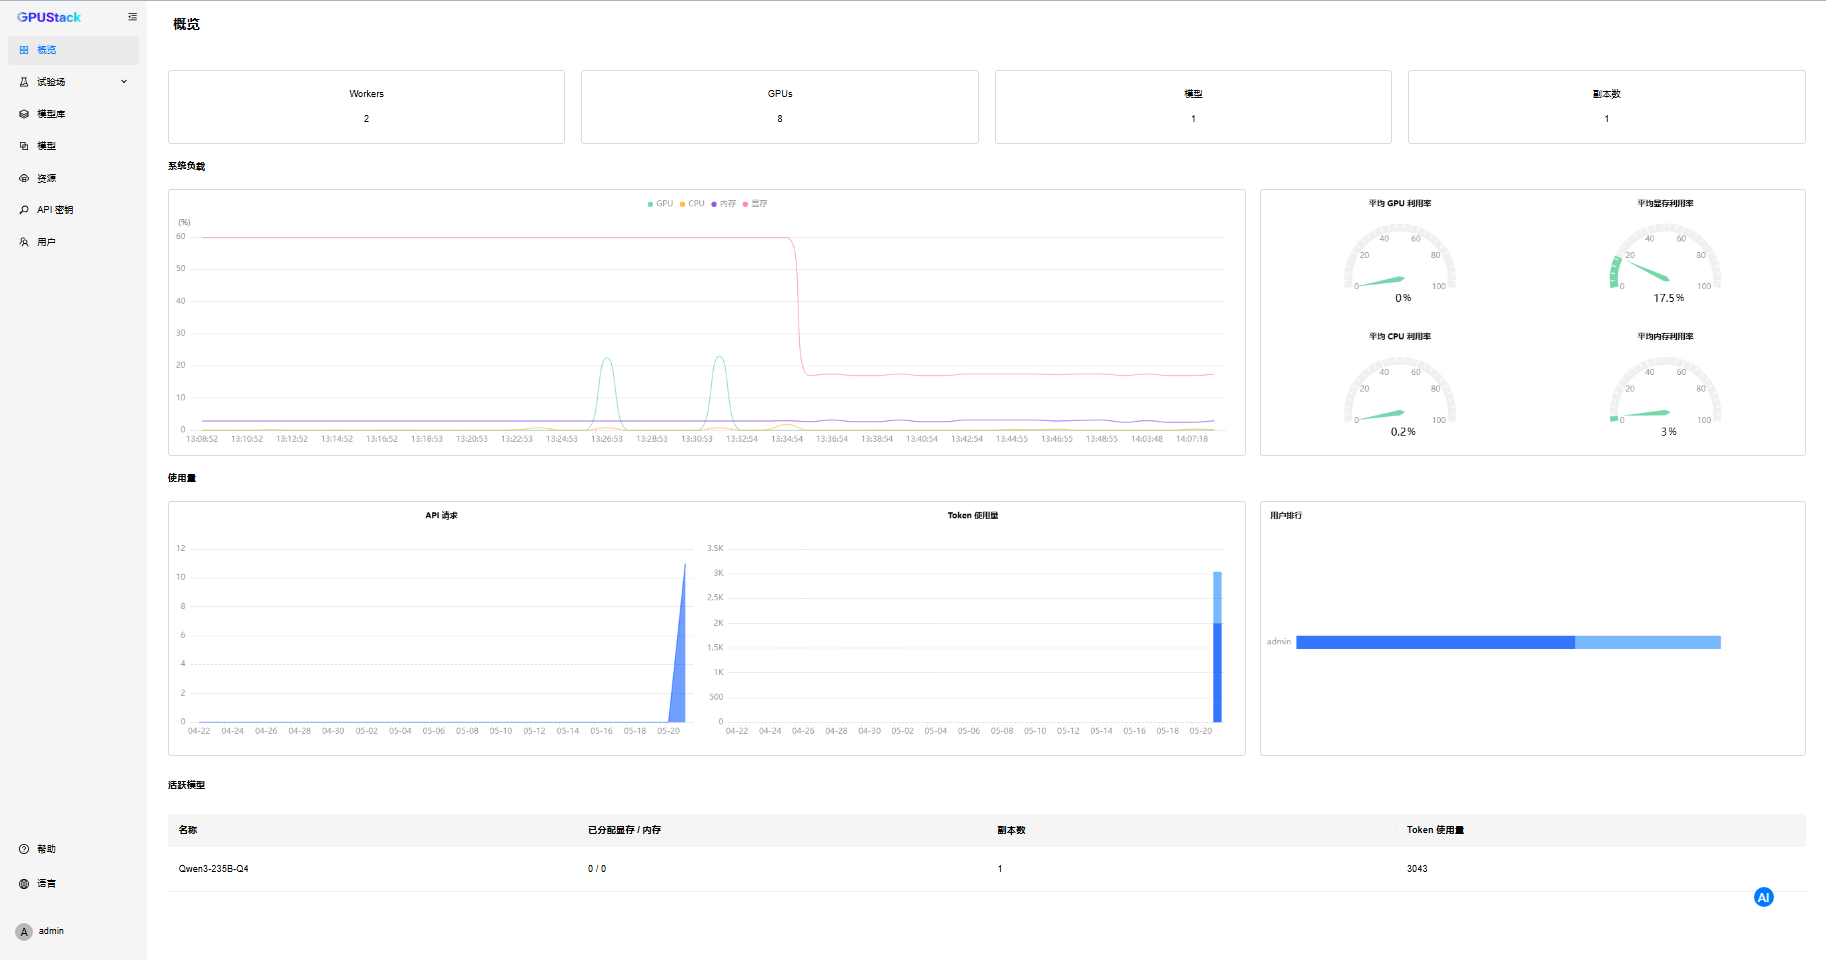 GPUStack
概览
试验场
模型库
模型
资源
API 密钥
用户
帮助
语言
A admin
概览
Workers
2
GPUs
8
模型
1
副本数
1
系统负载
GPU CPU 内存 显存
(%)
60
50
40
30
20
10
0
13:08:52 13:10:52 13:12:52 13:14:52 13:16:52 13:18:53 13:20:53 13:22:53 13:24:53 13:26:53 13:28:53 13:30:53 13:32:54 13:34:54 13:36:54 13:38:54 13:40:54 13:42:54 13:44:55 13:46:55 13:48:55 14:03:48 14:07:18
平均 GPU 利用率
0 20 40 60 80 100
0%
平均显存利用率
0 20 40 60 80 100
17.5%
平均 CPU 利用率
0 20 40 60 80 100
0.2%
平均内存利用率
0 20 40 60 80 100
3%
使用量
API 请求
12
10
8
6
4
2
0
04-22 04-24 04-26 04-28 04-30 05-02 05-04 05-06 05-08 05-10 05-12 05-14 05-16 05-18 05-20
Token 使用量
3.5K
3K
2.5K
2K
1.5K
1K
500
0
04-22 04-24 04-26 04-28 04-30 05-02 05-04 05-06 05-08 05-10 05-12 05-14 05-16 05-18 05-20
用户排行
admin
活跃模型
名称 已分配显存 / 内存 副本数 Token 使用量
Qwen3-235B-Q4 0 / 0 1 3043
AI